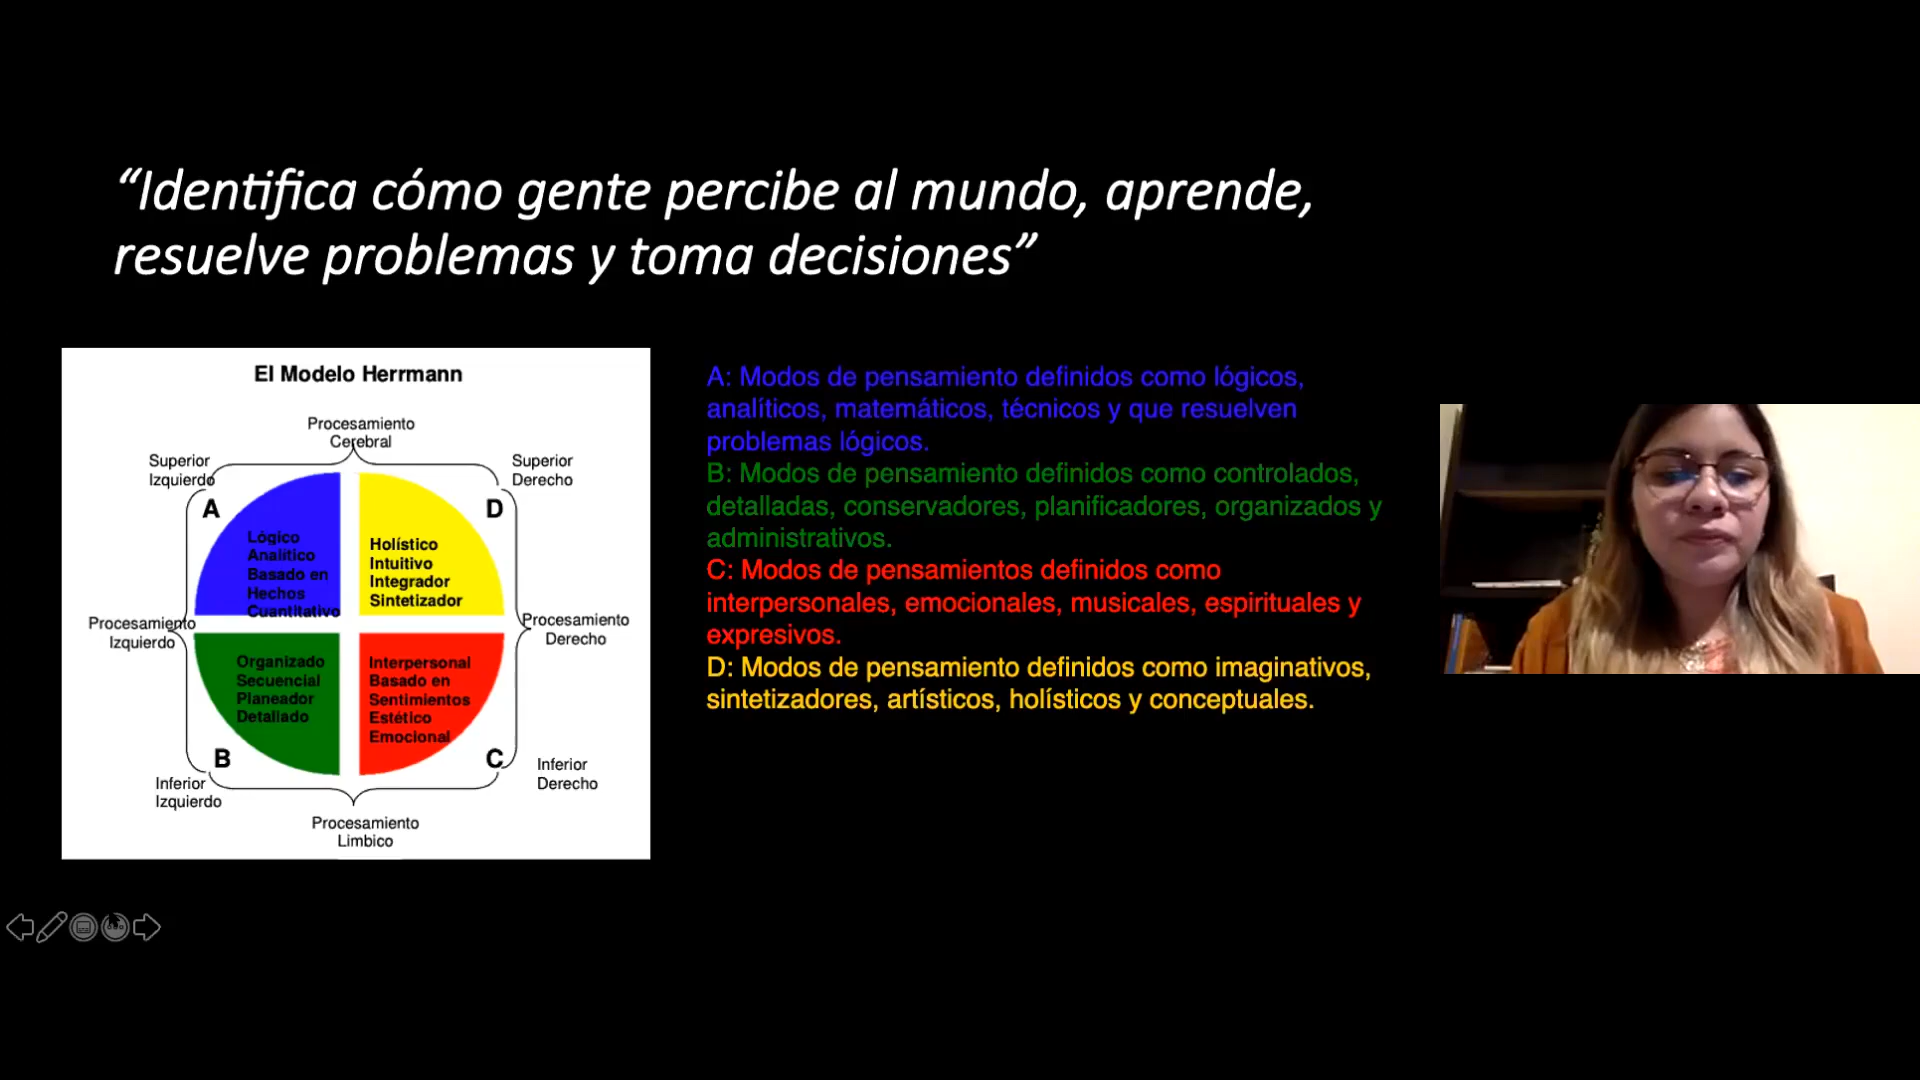 “Identifica cómo gente percibe al mundo, aprende,
resuelve problemas y toma decisiones”
El Modelo Herrmann
Procesamiento
Cerebral
Superior
Izquierdo
Superior
Derecho
A
D
Lógico
Analítico
Basado en
Hechos
Cuantitativo
Holístico
Intuitivo
Integrador
Sintetizador
Procesamiento
Izquierdo
Procesamiento
Derecho
Organizado
Secuencial
Planeador
Detallado
Interpersonal
Basado en
Sentimientos
Estético
Emocional
B
C
Inferior
Izquierdo
Inferior
Derecho
Procesamiento
Limbico
A: Modos de pensamiento definidos como lógicos,
analíticos, matemáticos, técnicos y que resuelven
problemas lógicos.
B: Modos de pensamiento definidos como controlados,
detalladas, conservadores, planificadores, organizados y
administrativos.
C: Modos de pensamientos definidos como
interpersonales, emocionales, musicales, espirituales y
expresivos.
D: Modos de pensamiento definidos como imaginativos,
sintetizadores, artísticos, holísticos y conceptuales.